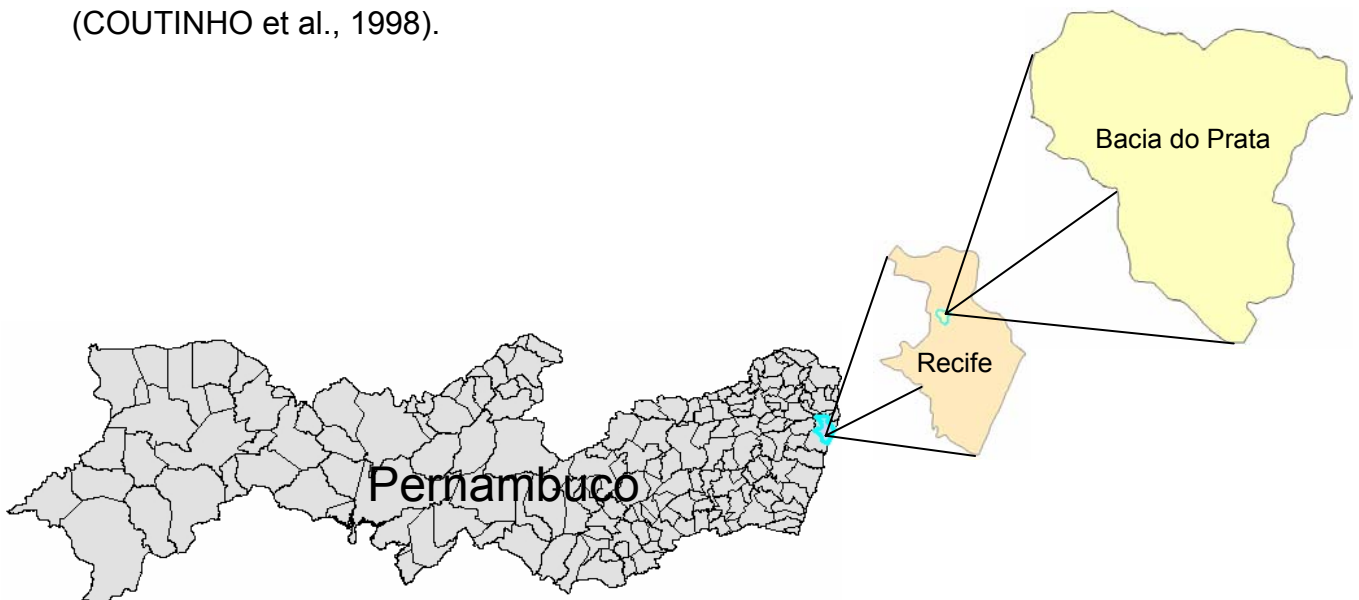 (COUTINHO et al., 1998).
Bacia do Prata
Recife
Pernambuco